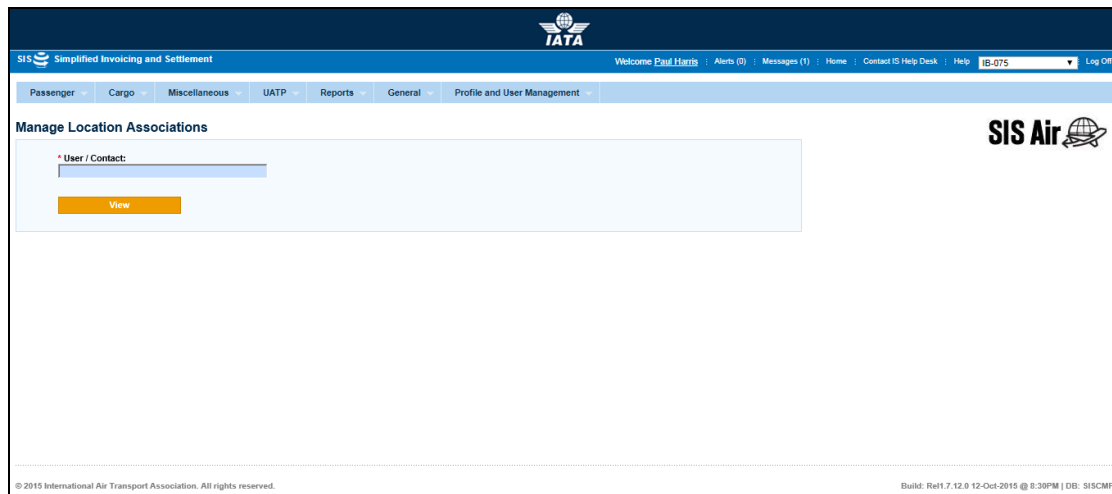 IATA
SIS Simplified Invoicing and Settlement
Welcome Paul Harris : Alerts (0) : Messages (1) : Home : Contact IS Help Desk : Help IB-075 Log Off
Passenger Cargo Miscellaneous UATP Reports General Profile and User Management
Manage Location Associations
SIS Air
* User / Contact:
View
© 2015 International Air Transport Association. All rights reserved.
Build: Rel1.7.12.0 12-Oct-2015 @ 8:30PM | DB: SISCMP